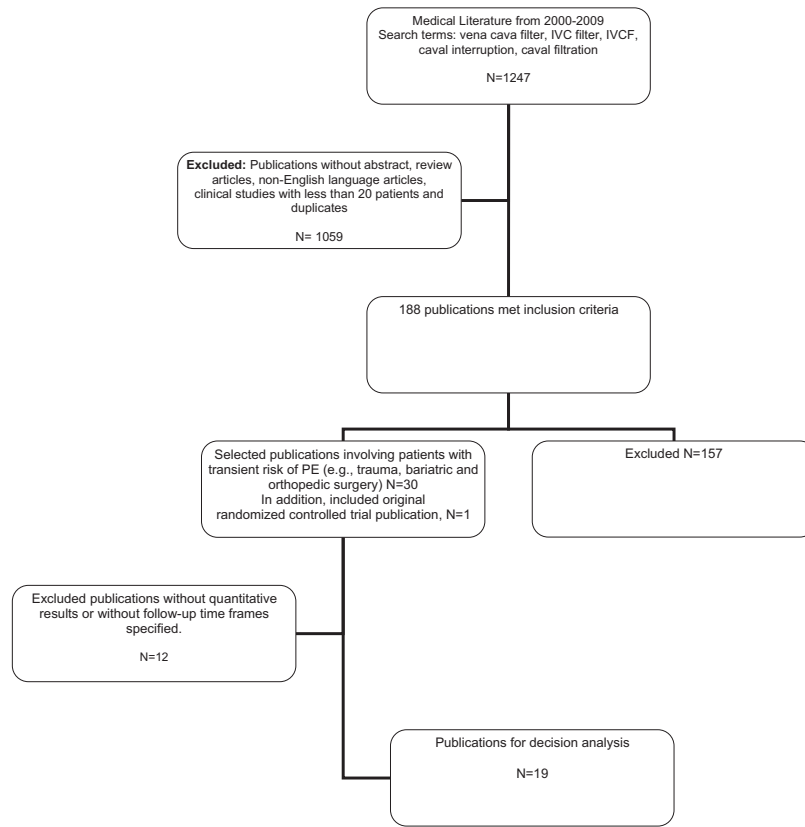 Medical Literature from 2000-2009
Search terms: vena cava filter, IVC filter, IVCF,
caval interruption, caval filtration
N=1247
Excluded: Publications without abstract, review
articles, non-English language articles,
clinical studies with less than 20 patients and
duplicates
N= 1059
188 publications met inclusion criteria
Selected publications involving patients with
transient risk of PE (e.g., trauma, bariatric and
orthopedic surgery) N=30
In addition, included original
randomized controlled trial publication, N=1
Excluded N=157
Excluded publications without quantitative
results or without follow-up time frames
specified.
N=12
Publications for decision analysis
N=19